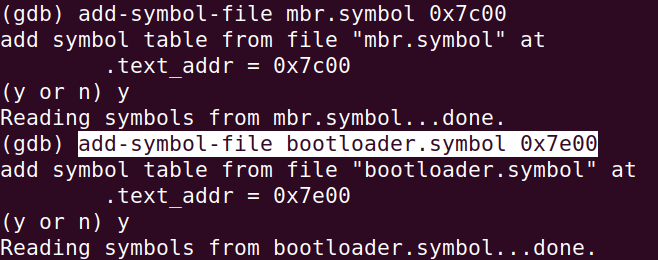 (gdb) add-symbol-file mbr.symbol 0x7c00
add symbol table from file "mbr.symbol" at
        .text_addr = 0x7c00
(y or n) y
Reading symbols from mbr.symbol...done.
(gdb) add-symbol-file bootloader.symbol 0x7e00
add symbol table from file "bootloader.symbol" at
        .text_addr = 0x7e00
(y or n) y
Reading symbols from bootloader.symbol...done.